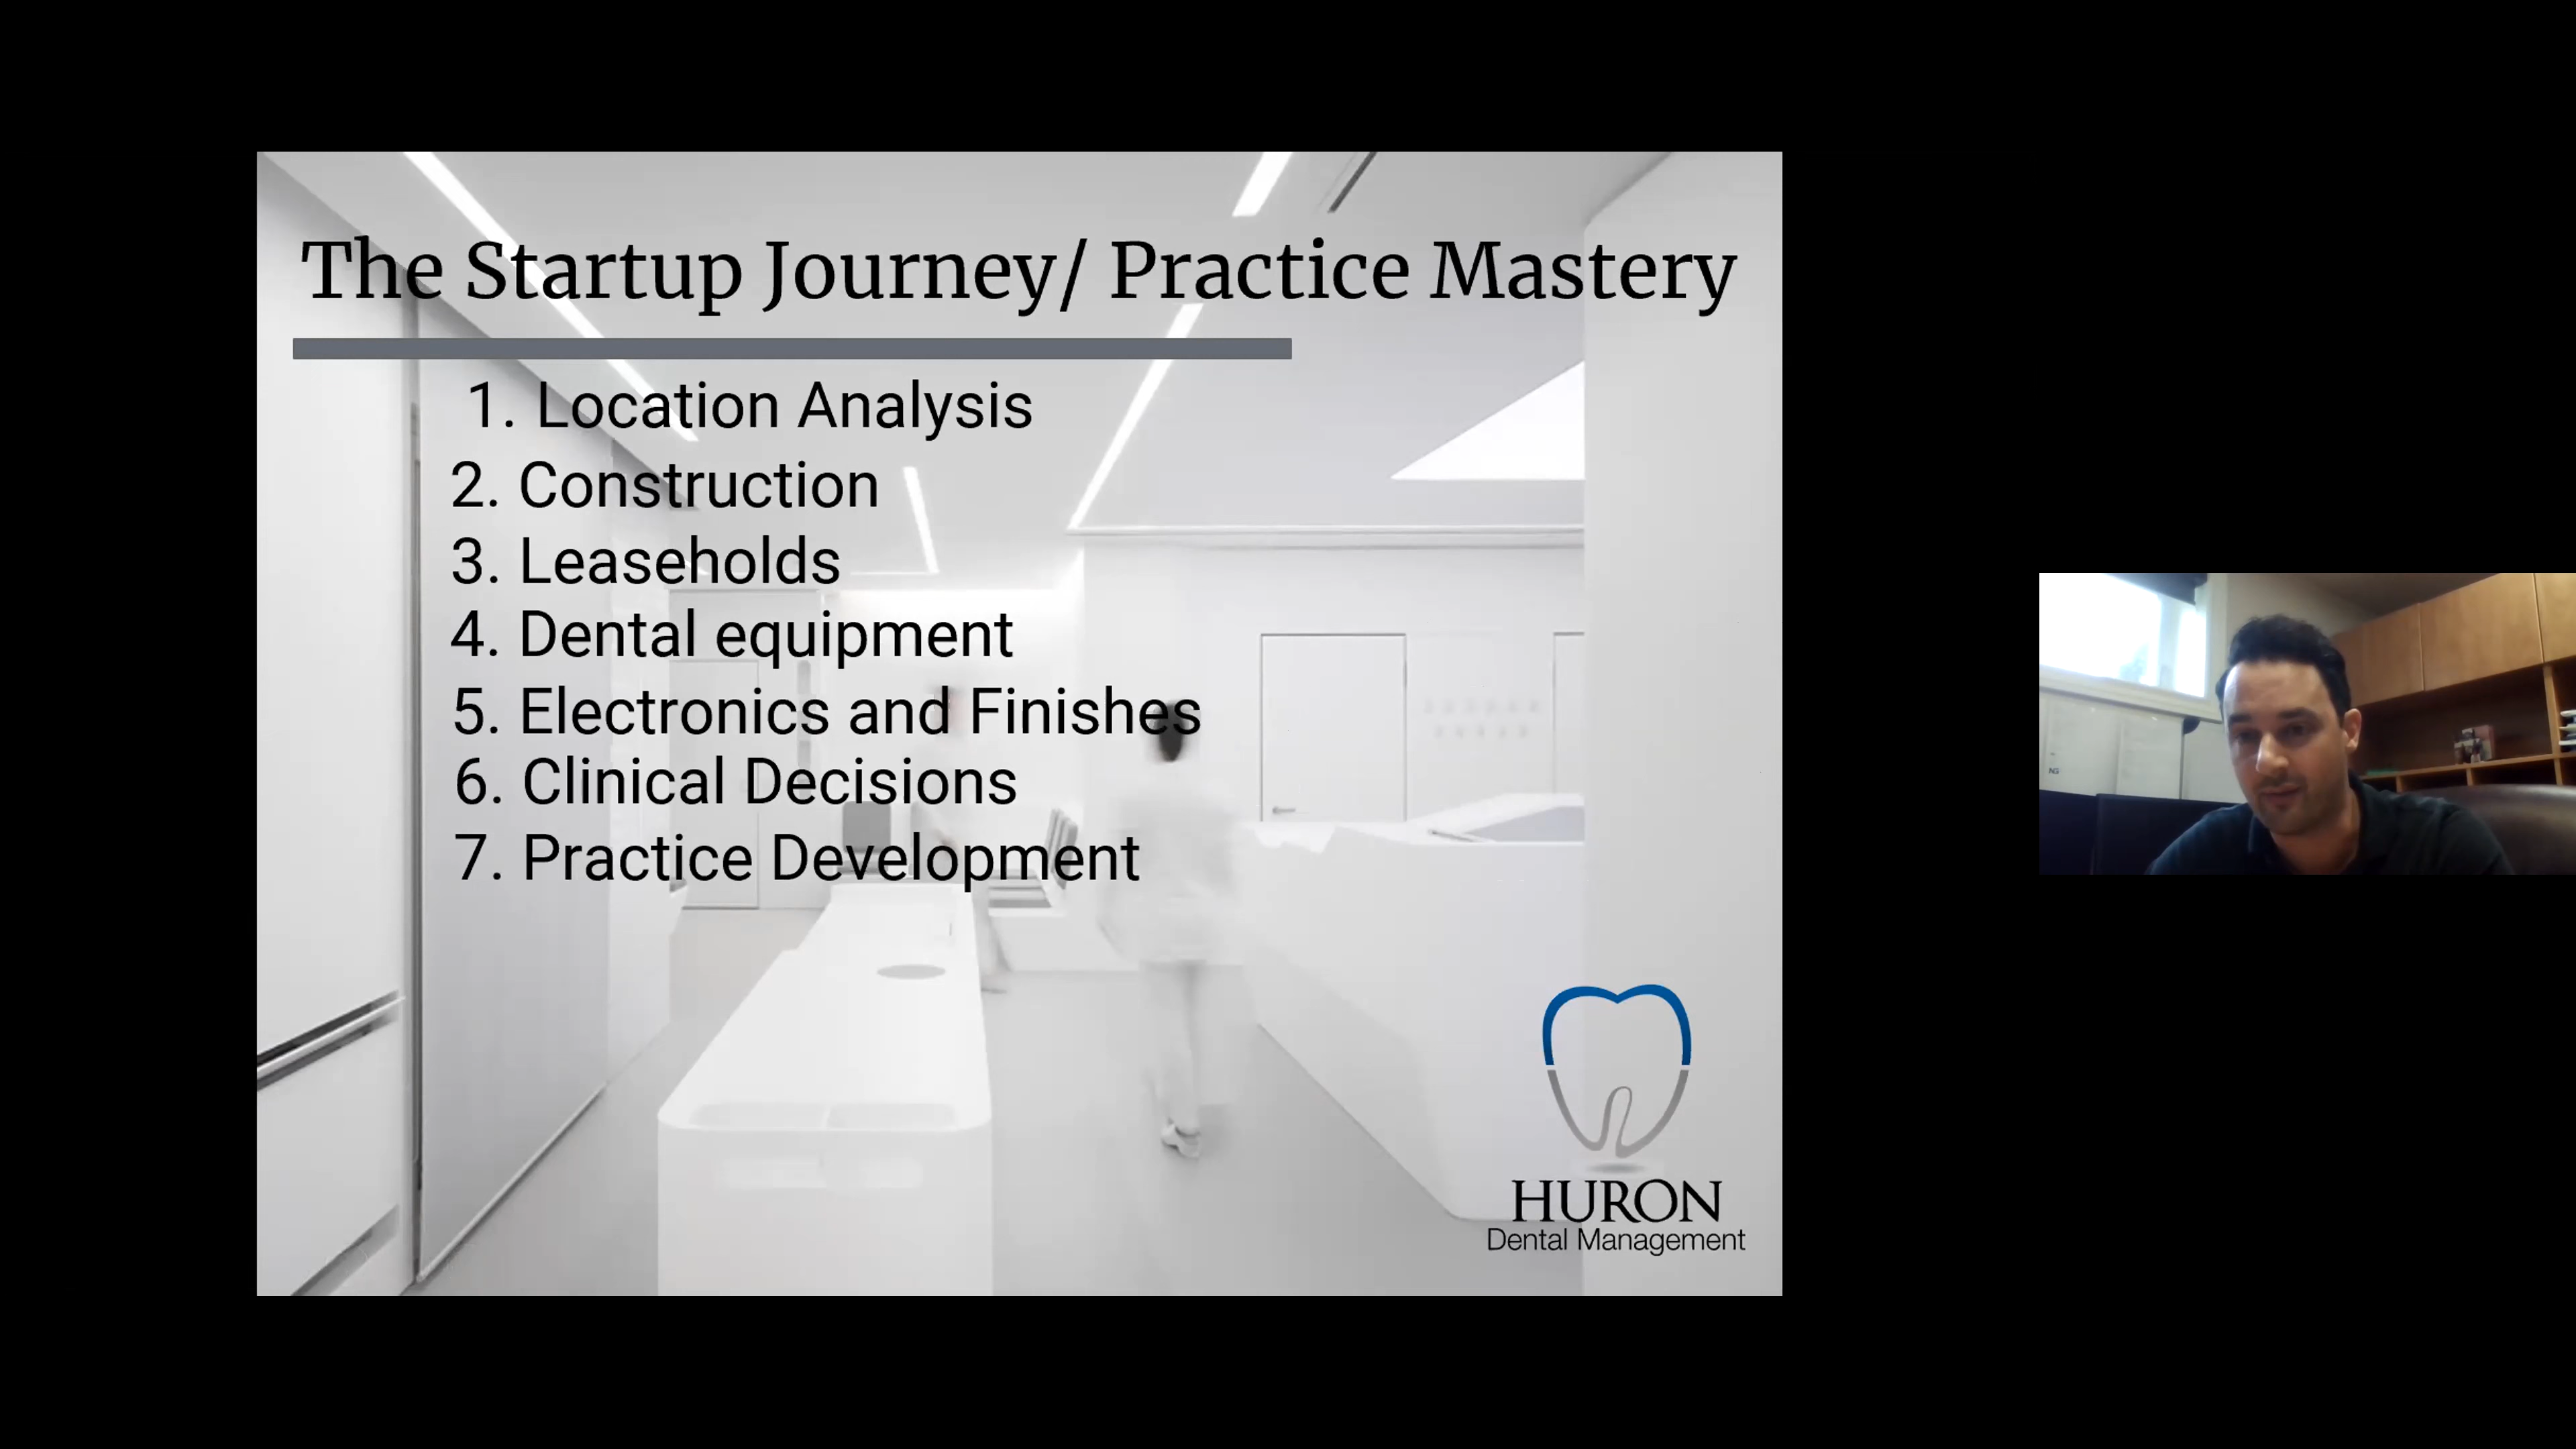 The Startup Journey/ Practice Mastery
1. Location Analysis
2. Construction
3. Leaseholds
4. Dental equipment
5. Electronics and Finishes
6. Clinical Decisions
7. Practice Development
HURON
Dental Management